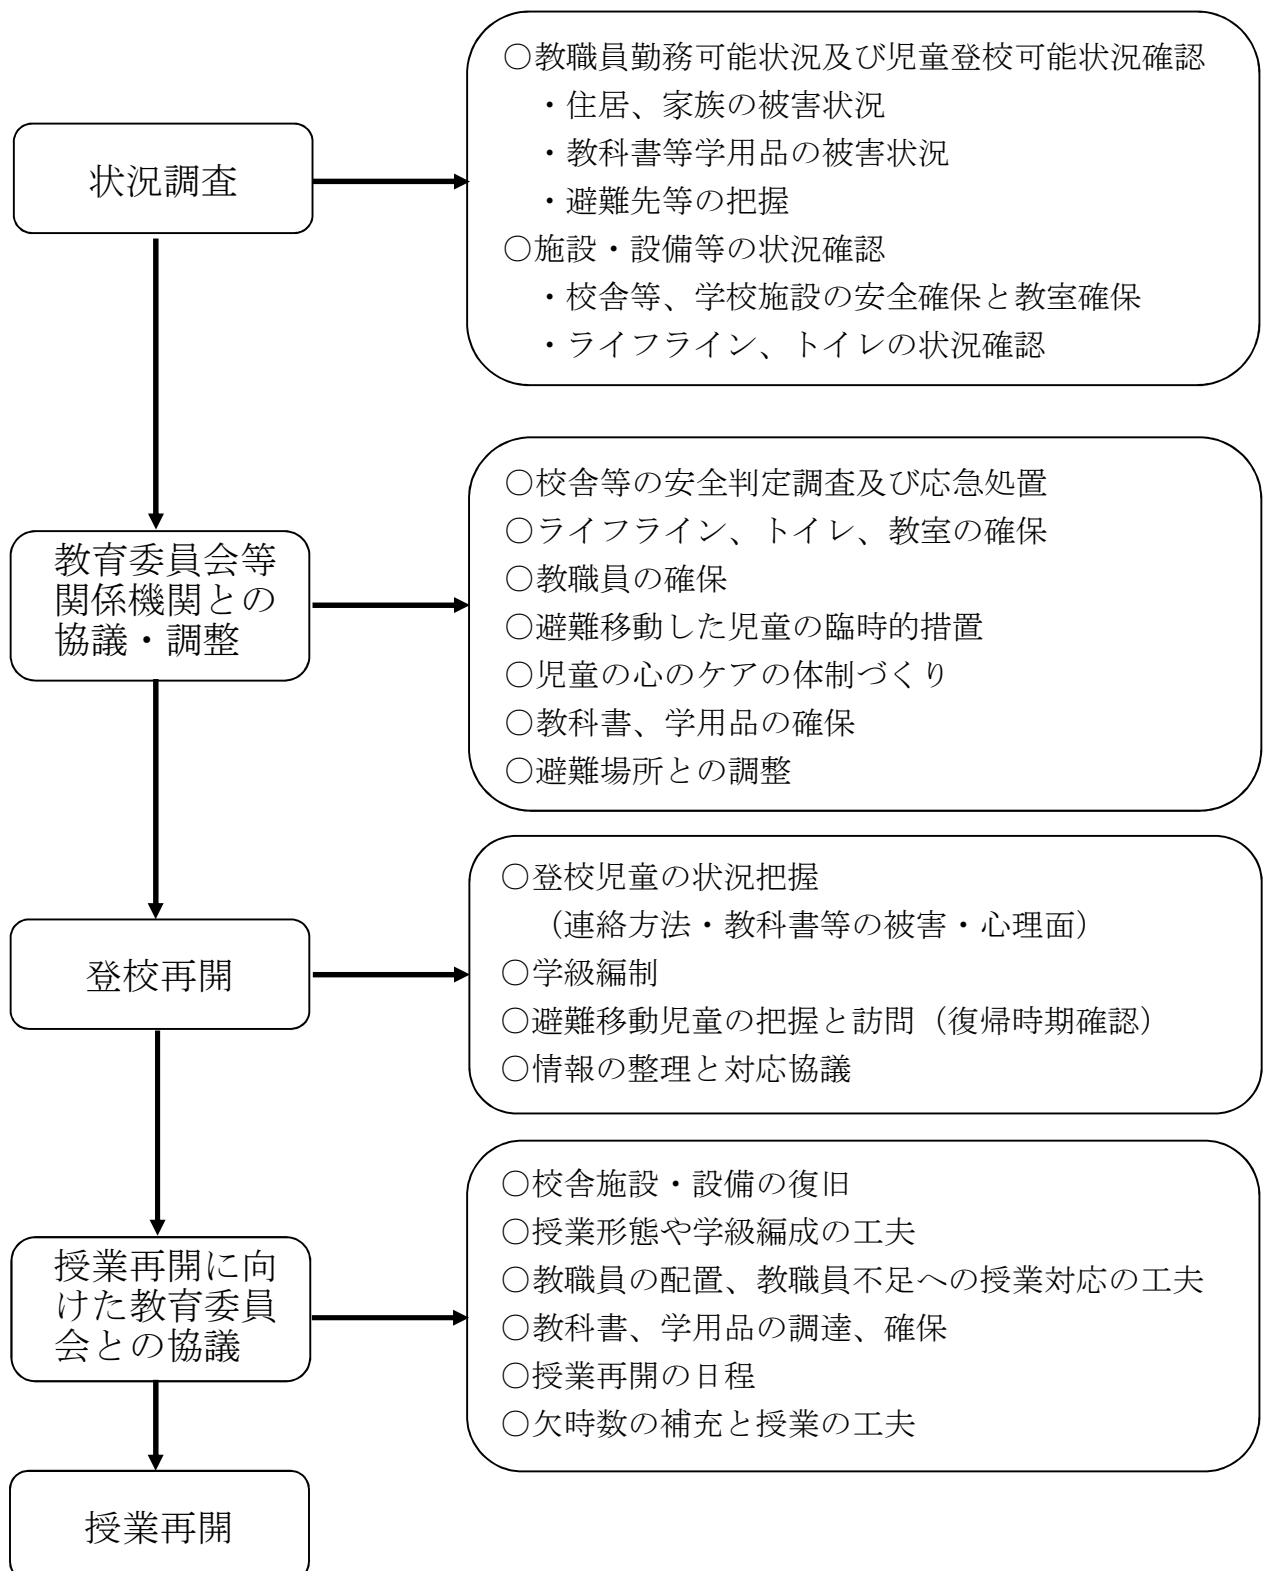 状況調査
○教職員勤務可能状況及び児童登校可能状況確認
・住居、家族の被害状況
・教科書等学用品の被害状況
・避難先等の把握
○施設・設備等の状況確認
・校舎等、学校施設の安全確保と教室確保
・ライフライン、トイレの状況確認
教育委員会等
関係機関との
協議・調整
○校舎等の安全判定調査及び応急処置
○ライフライン、トイレ、教室の確保
○教職員の確保
○避難移動した児童の臨時的措置
○児童の心のケアの体制づくり
○教科書、学用品の確保
○避難場所との調整
登校再開
○登校児童の状況把握
（連絡方法・教科書等の被害・心理面）
○学級編制
○避難移動児童の把握と訪問（復帰時期確認）
○情報の整理と対応協議
授業再開に向
けた教育委員
会との協議
○校舎施設・設備の復旧
○授業形態や学級編成の工夫
○教職員の配置、教職員不足への授業対応の工夫
○教科書、学用品の調達、確保
○授業再開の日程
○欠時数の補充と授業の工夫
授業再開